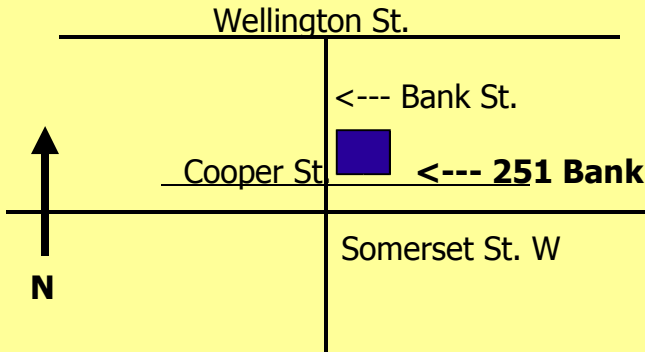 Wellington St.
<--- Bank St.
Cooper St.
<--- 251 Bank
Somerset St. W
N